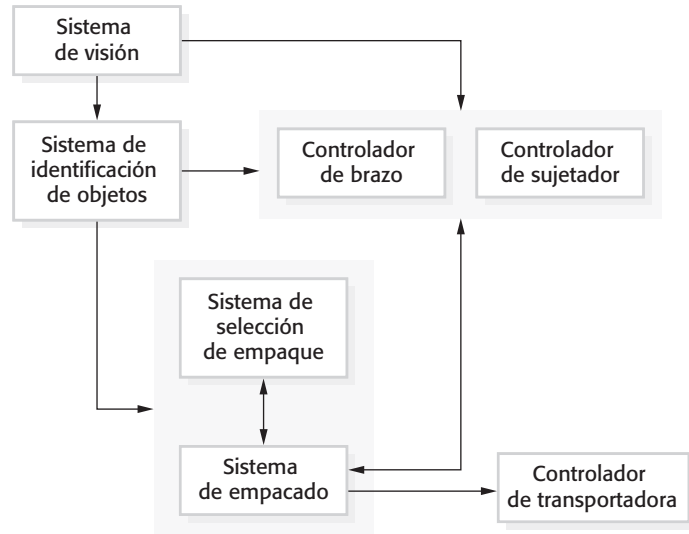 Sistema
de visión
Sistema de
identificación
de objetos
Controlador
de brazo
Controlador
de sujetador
Sistema de
selección
de empaque
Sistema
de empacado
Controlador
de transportadora